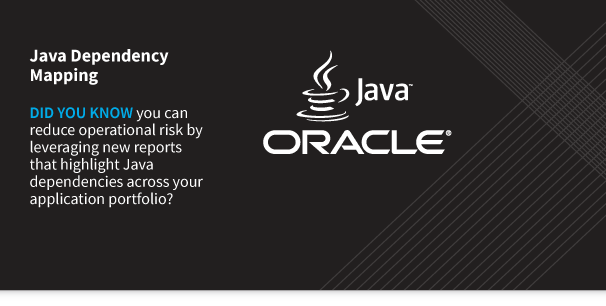 Java Dependency
Mapping
DID YOU KNOW you can
reduce operational risk by
leveraging new reports
that highlight Java
dependencies across your
application portfolio?
Java™
ORACLE®